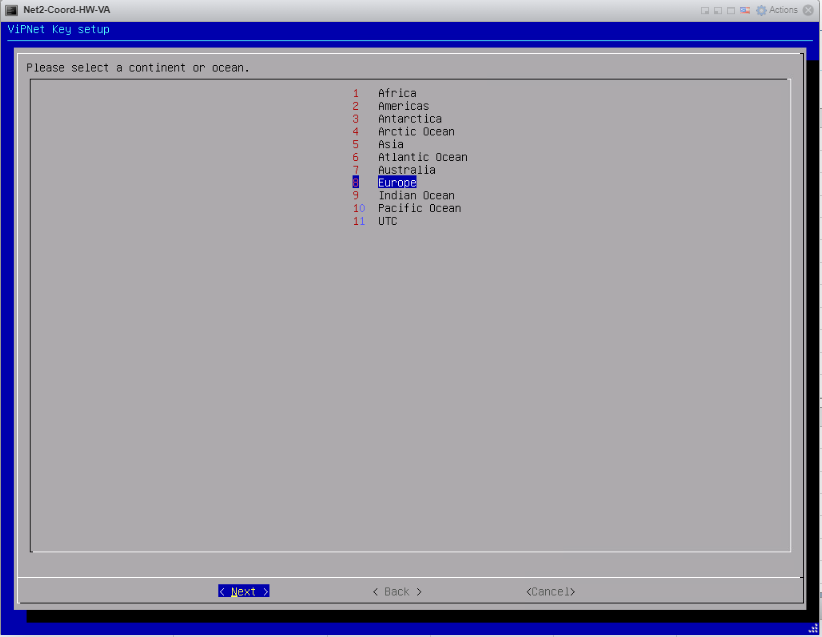 Net2-Coord-HW-VA Actions
ViPNet Key setup
Please select a continent or ocean.
1 Africa
2 Americas
3 Antarctica
4 Arctic Ocean
5 Asia
6 Atlantic Ocean
7 Australia
8 Europe
9 Indian Ocean
10 Pacific Ocean
11 UTC
< Next > < Back > <Cancel>